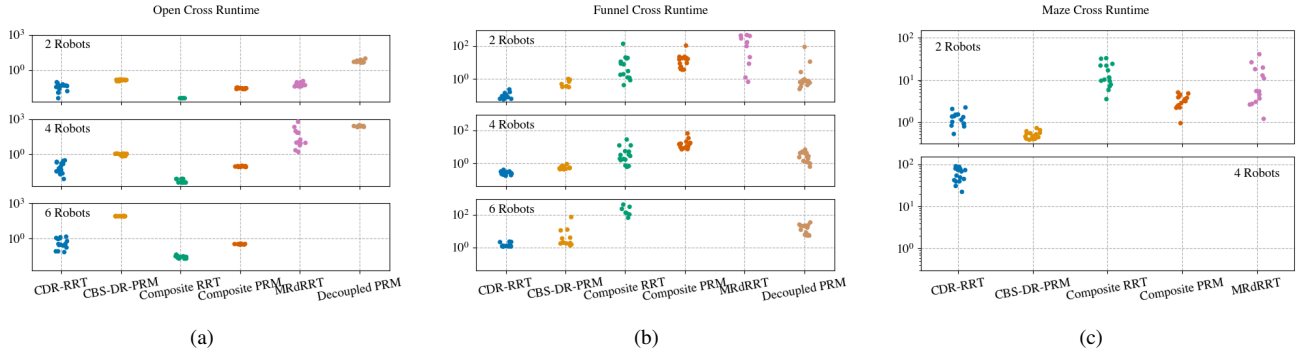 Open Cross Runtime
10³
2 Robots
10⁰
10³
4 Robots
10⁰
10³
6 Robots
10⁰
CDR-RRT
CBS-DR-PRM
Composite RRT
Composite PRM
MRdRRT
Decoupled PRM
(a)
Funnel Cross Runtime
2 Robots
10²
10⁰
4 Robots
10²
10⁰
6 Robots
10²
10⁰
CDR-RRT
CBS-DR-PRM
Composite RRT
Composite PRM
MRdRRT
Decoupled PRM
(b)
Maze Cross Runtime
10²
2 Robots
10¹
10⁰
10²
4 Robots
10¹
10⁰
CDR-RRT
CBS-DR-PRM
Composite RRT
Composite PRM
MRdRRT
(c)